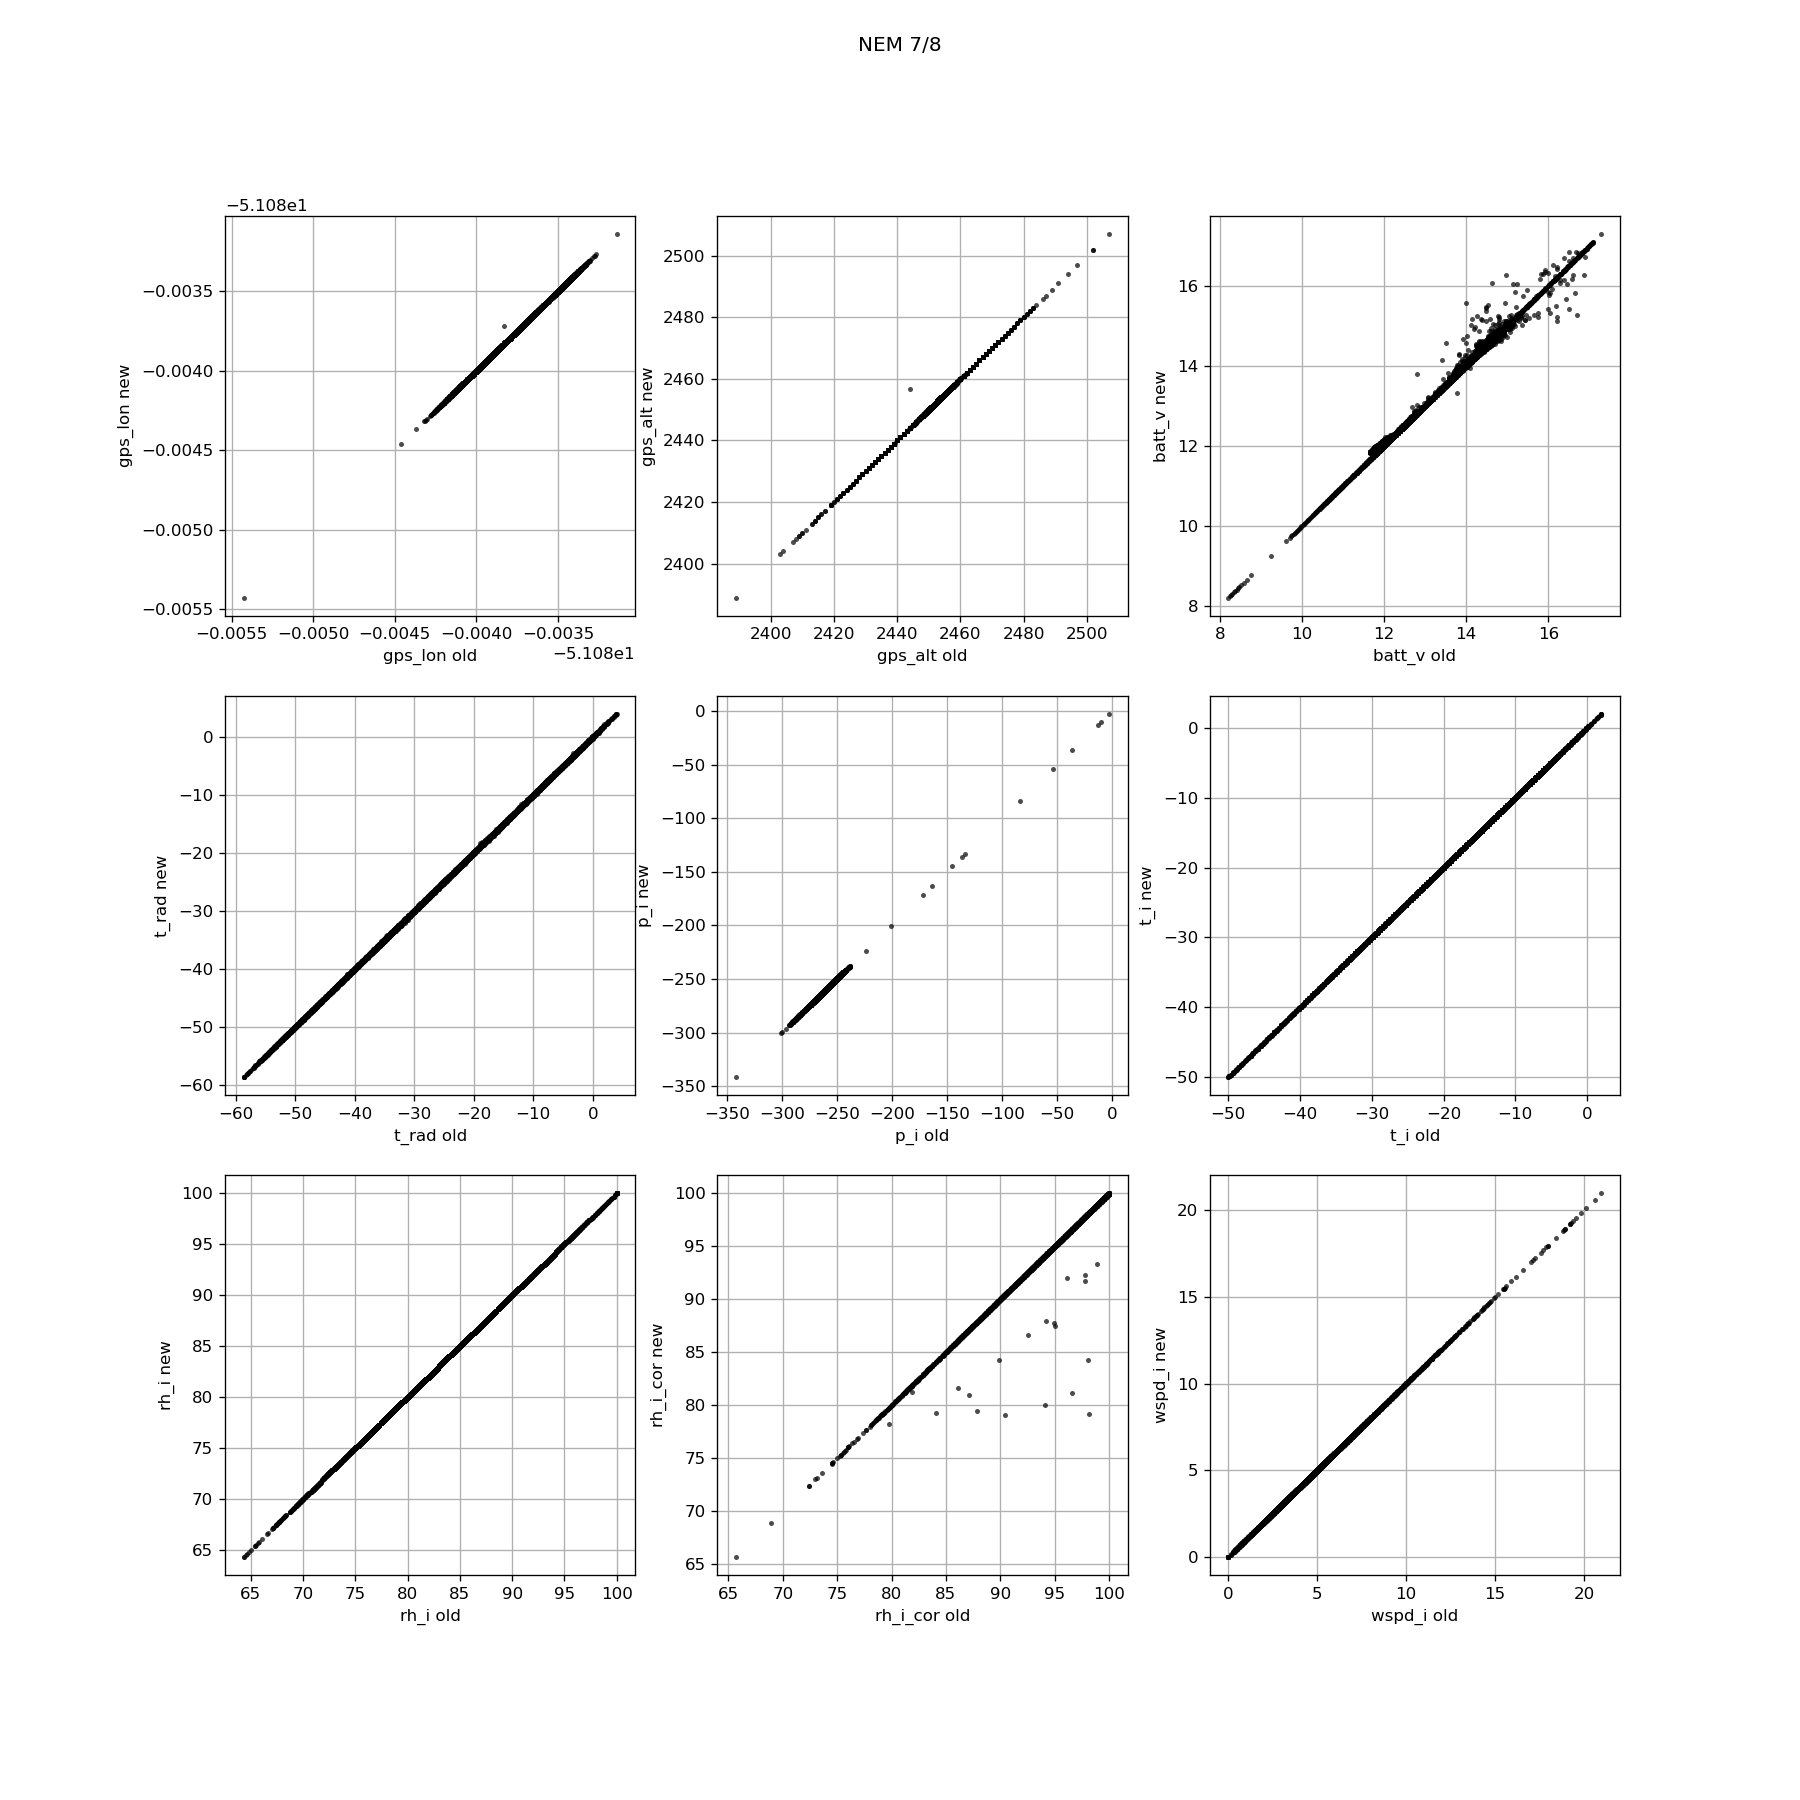 NEM 7/8
−5.108e1
gps_lon new
−0.0035
−0.0040
−0.0045
−0.0050
−0.0055
−0.0055 −0.0050 −0.0045 −0.0040 −0.0035
gps_lon old
−5.108e1
gps_alt new
2500
2480
2460
2440
2420
2400
2400 2420 2440 2460 2480 2500
gps_alt old
batt_v new
16
14
12
10
8
8 10 12 14 16
batt_v old
t_rad new
0
−10
−20
−30
−40
−50
−60
−60 −50 −40 −30 −20 −10 0
t_rad old
p_i new
0
−50
−100
−150
−200
−250
−300
−350
−350 −300 −250 −200 −150 −100 −50 0
p_i old
t_i new
0
−10
−20
−30
−40
−50
−50 −40 −30 −20 −10 0
t_i old
rh_i new
100
95
90
85
80
75
70
65
65 70 75 80 85 90 95 100
rh_i old
rh_i_cor new
100
95
90
85
80
75
70
65
65 70 75 80 85 90 95 100
rh_i_cor old
wspd_i new
20
15
10
5
0
0 5 10 15 20
wspd_i old